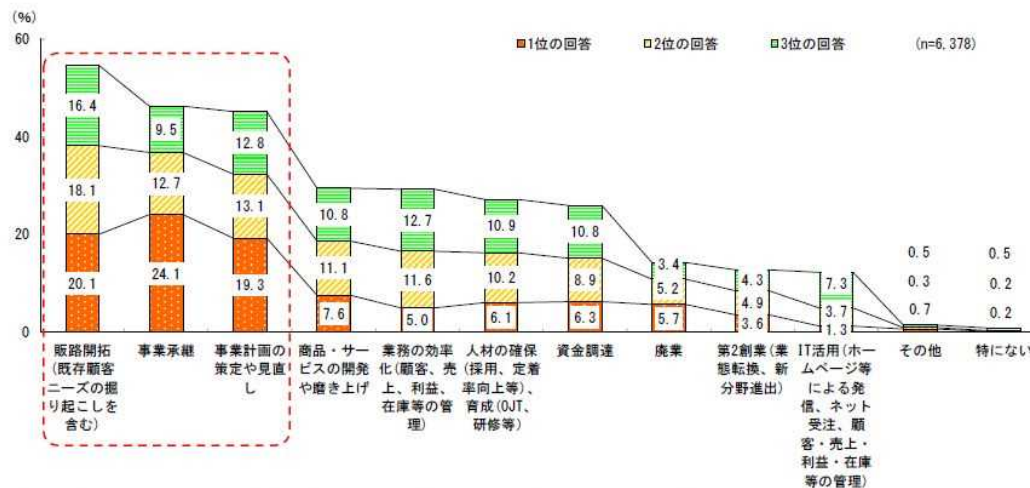 (%)
60
40
20
0
1位の回答 2位の回答 3位の回答 (n=6,378)
16.4
18.1
20.1
9.5
12.7
24.1
12.8
13.1
19.3
10.8
11.1
7.6
12.7
11.6
5.0
10.9
10.2
6.1
10.8
8.9
6.3
3.4
5.2
5.7
4.3
4.9
3.6
7.3
3.7
1.3
0.5
0.3
0.7
0.5
0.2
0.2
販路開拓
(既存顧客
ニーズの掘
り起こしを
含む)
事業承継
事業計画の
策定や見直
し
商品・サー
ビスの開発
や磨き上げ
業務の効率
化(顧客、売
上、利益、
在庫等の管
理)
人材の確保
(採用、定着
率向上等)、
育成(OJT、
研修等)
資金調達
廃業
第2創業(業
態転換、新
分野進出)
IT活用(ホー
ムページ等
による発
信、ネット
受注、顧
客・売上・
利益・在庫
等の管理)
その他
特にない